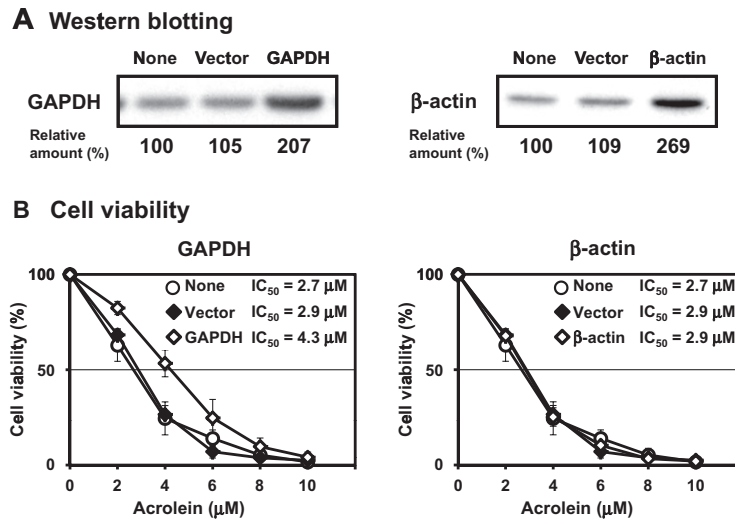 A Western blotting
None Vector GAPDH
GAPDH
Relative amount (%)
100 105 207
None Vector β-actin
β-actin
Relative amount (%)
100 109 269
B Cell viability
GAPDH
Cell viability (%)
100
50
0
None IC50 = 2.7 μM
Vector IC50 = 2.9 μM
GAPDH IC50 = 4.3 μM
0 2 4 6 8 10
Acrolein (μM)
β-actin
Cell viability (%)
100
50
0
None IC50 = 2.7 μM
Vector IC50 = 2.9 μM
β-actin IC50 = 2.9 μM
0 2 4 6 8 10
Acrolein (μM)